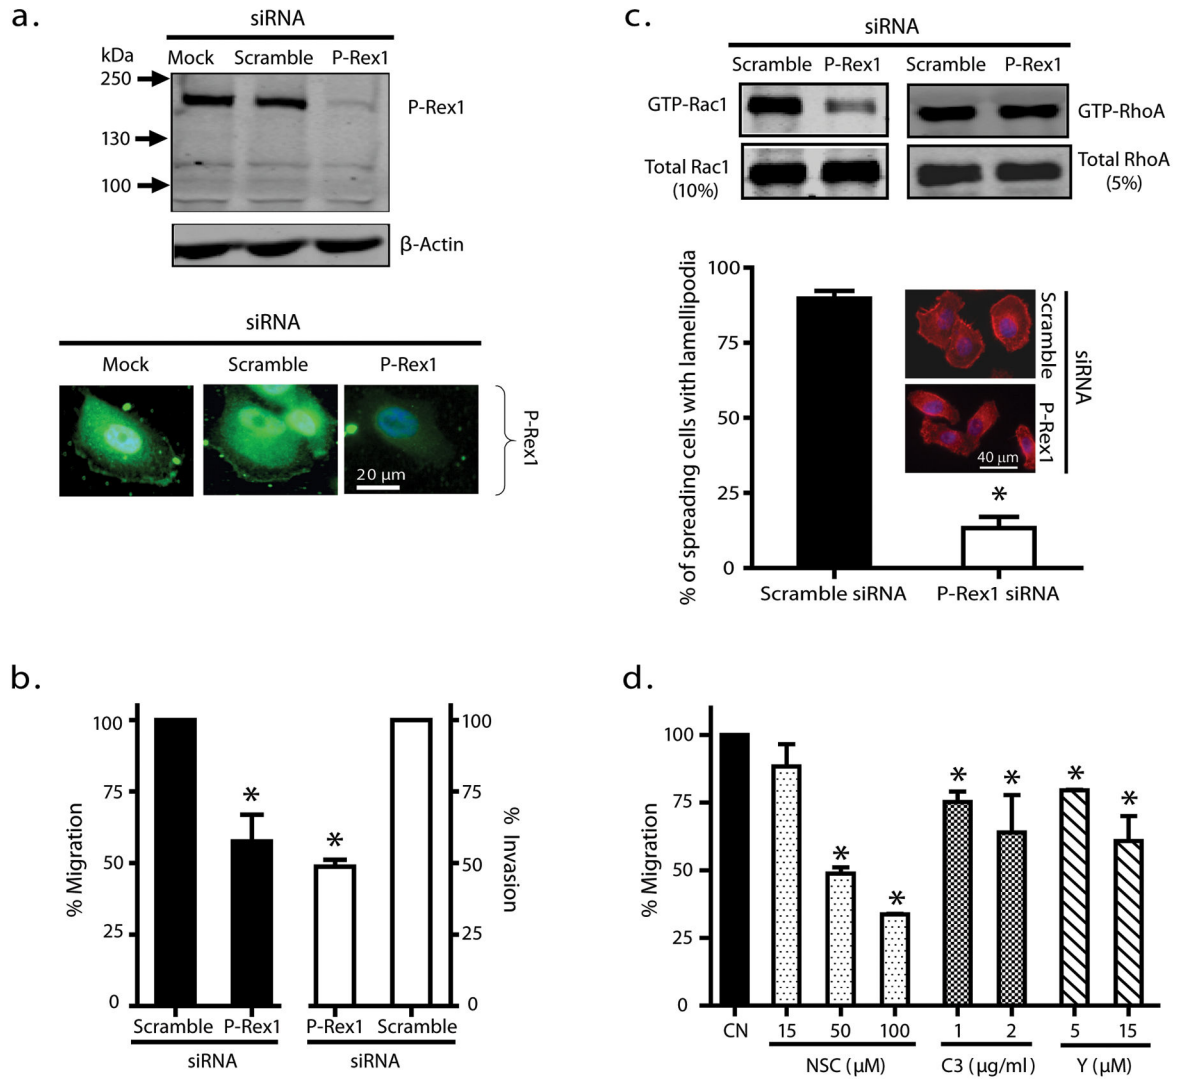 a.
siRNA
kDa
Mock Scramble P-Rex1
250
130
100
P-Rex1
β-Actin
siRNA
Mock Scramble P-Rex1
P-Rex1
20 µm
c.
siRNA
Scramble P-Rex1 Scramble P-Rex1
GTP-Rac1
GTP-RhoA
Total Rac1
(10%)
Total RhoA
(5%)
% of spreading cells with lamellipodia
100
75
50
25
0
Scramble
P-Rex1
siRNA
40 µm
*
Scramble siRNA P-Rex1 siRNA
b.
% Migration
100
75
50
25
0
*
*
100
75
50
25
0
% Invasion
Scramble P-Rex1 P-Rex1 Scramble
siRNA siRNA
d.
% Migration
100
75
50
25
0
* * * * * *
CN 15 50 100 1 2 5 15
NSC (µM) C3 (µg/ml) Y (µM)